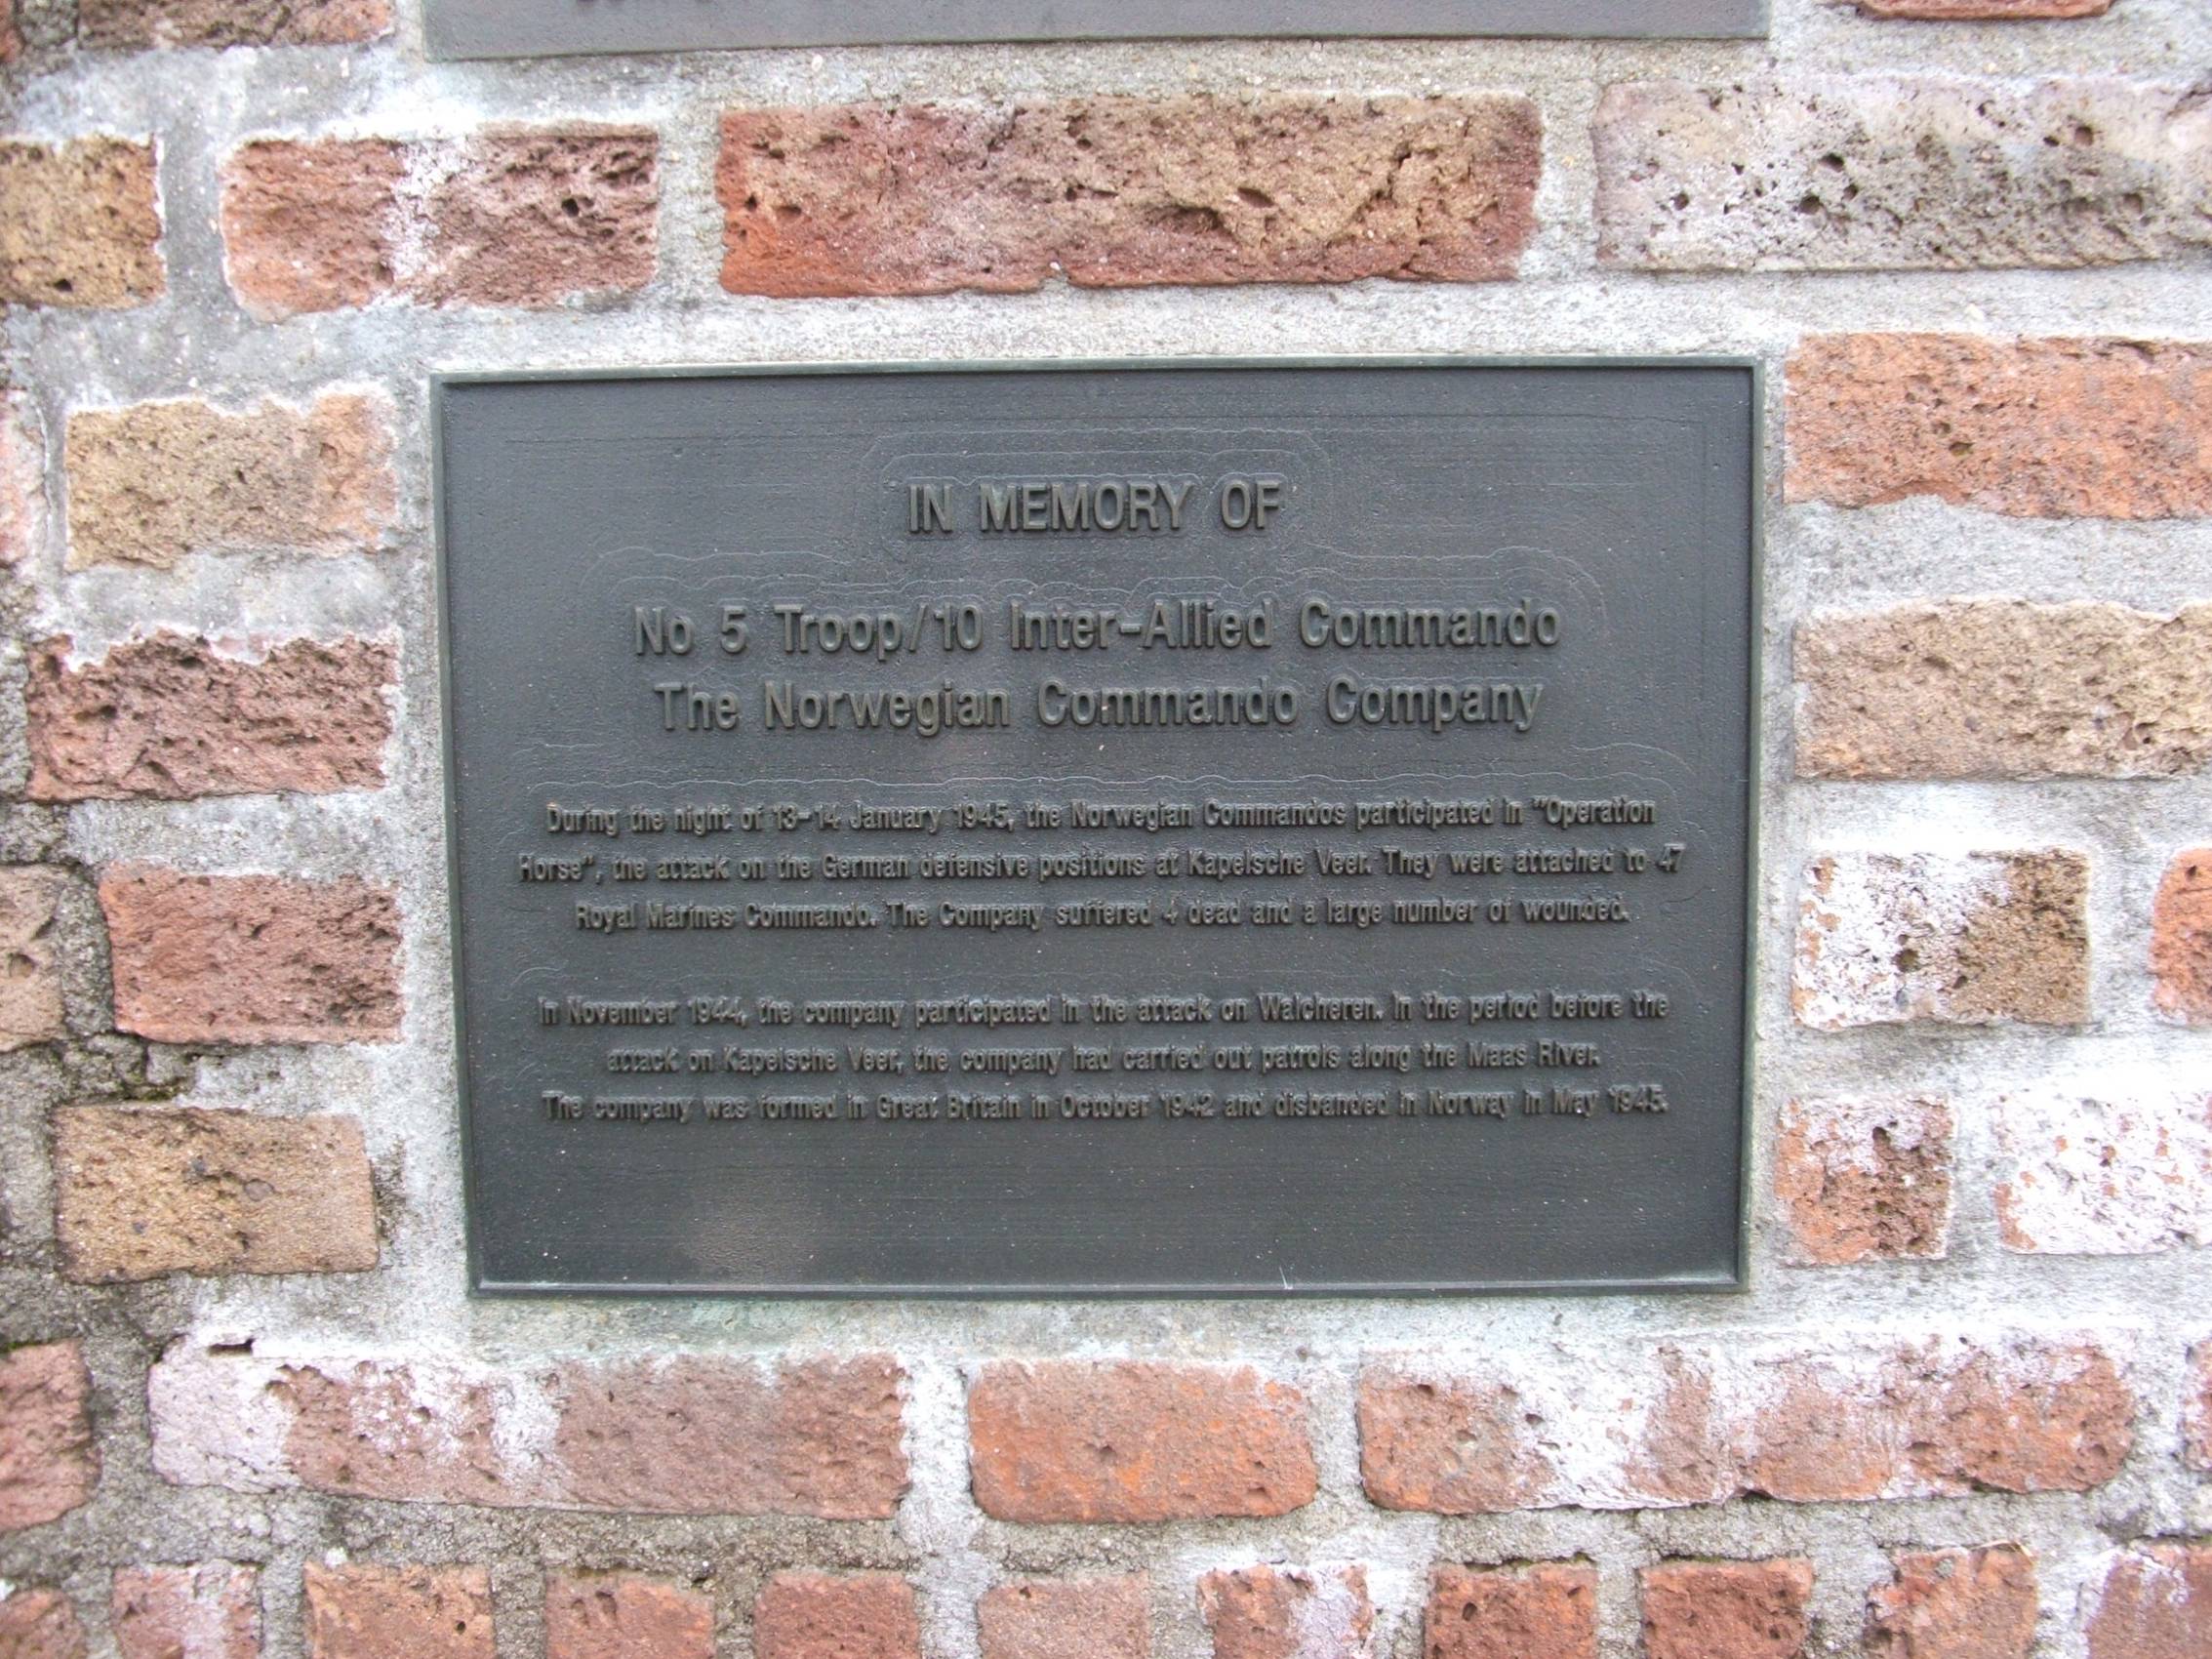 IN MEMORY OF
No 5 Troop/10 Inter-Allied Commando
The Norwegian Commando Company
During the night of 13-14 January 1945, the Norwegian Commandos participated in "Operation
Horse", the attack on the German defensive positions at Kapelsche Veer. They were attached to 47
Royal Marines Commando. The Company suffered 4 dead and a large number of wounded.
In November 1944, the company participated in the attack on Walcheren. In the period before the
attack on Kapelsche Veer, the company had carried out patrols along the Maas River.
The company was formed in Great Britain in October 1942 and disbanded in Norway in May 1945.